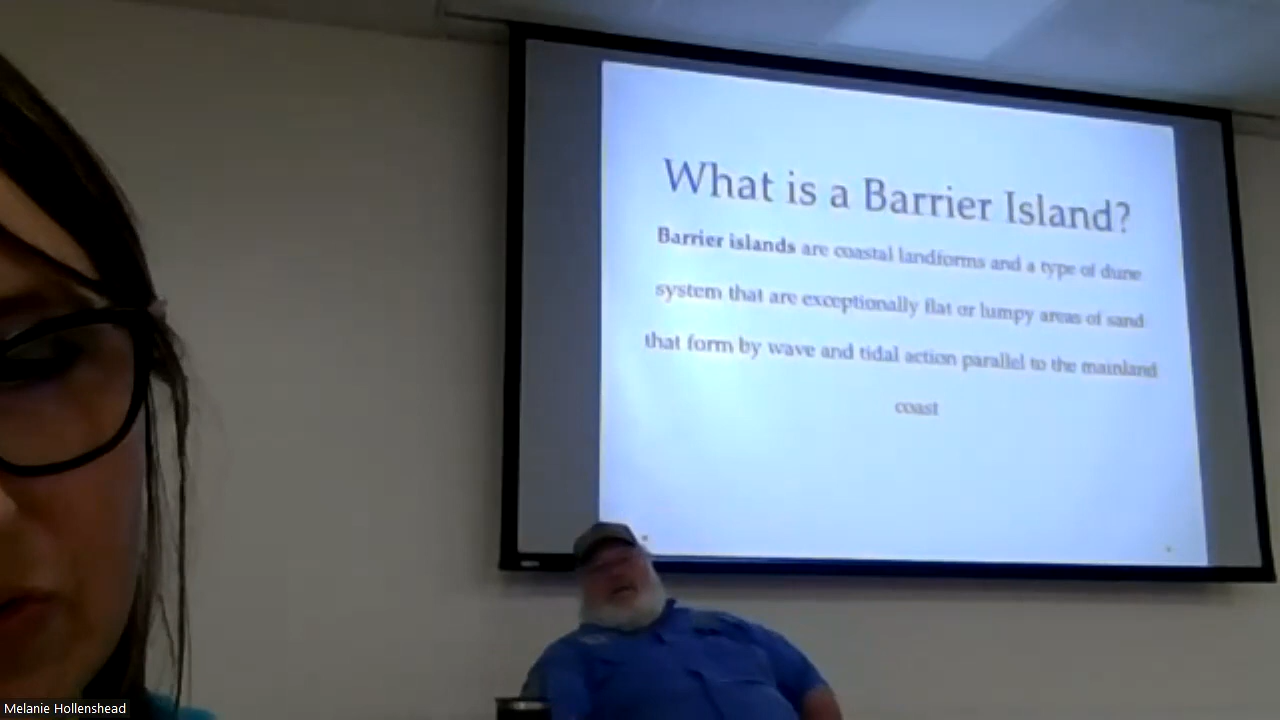 What is a Barrier Island?
Barrier islands are coastal landforms and a type of dune
system that are exceptionally flat or lumpy areas of sand
that form by wave and tidal action parallel to the mainland
coast
Melanie Hollenshead